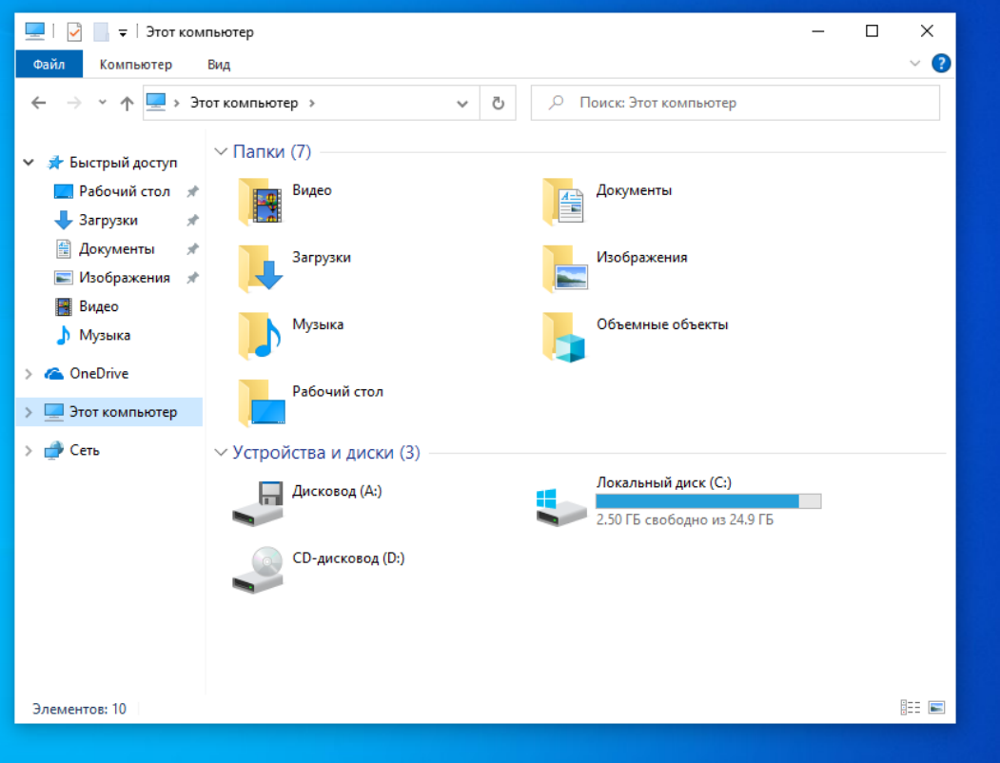 Этот компьютер
Файл Компьютер Вид
Этот компьютер Поиск: Этот компьютер
Быстрый доступ
Рабочий стол
Загрузки
Документы
Изображения
Видео
Музыка
OneDrive
Этот компьютер
Сеть
Папки (7)
Видео Документы
Загрузки Изображения
Музыка Объемные объекты
Рабочий стол
Устройства и диски (3)
Дисковод (A:) Локальный диск (C:)
2.50 ГБ свободно из 24.9 ГБ
CD-дисковод (D:)
Элементов: 10